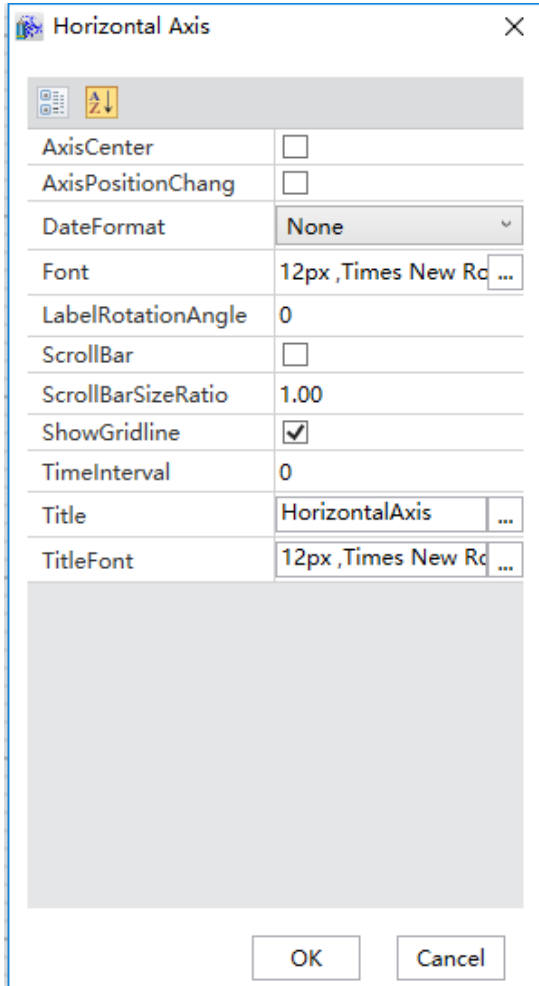 Horizontal Axis
AxisCenter
AxisPositionChang
DateFormat None
Font 12px ,Times New Ro ...
LabelRotationAngle 0
ScrollBar
ScrollBarSizeRatio 1.00
ShowGridline
TimeInterval 0
Title HorizontalAxis ...
TitleFont 12px ,Times New Ro ...
OK Cancel